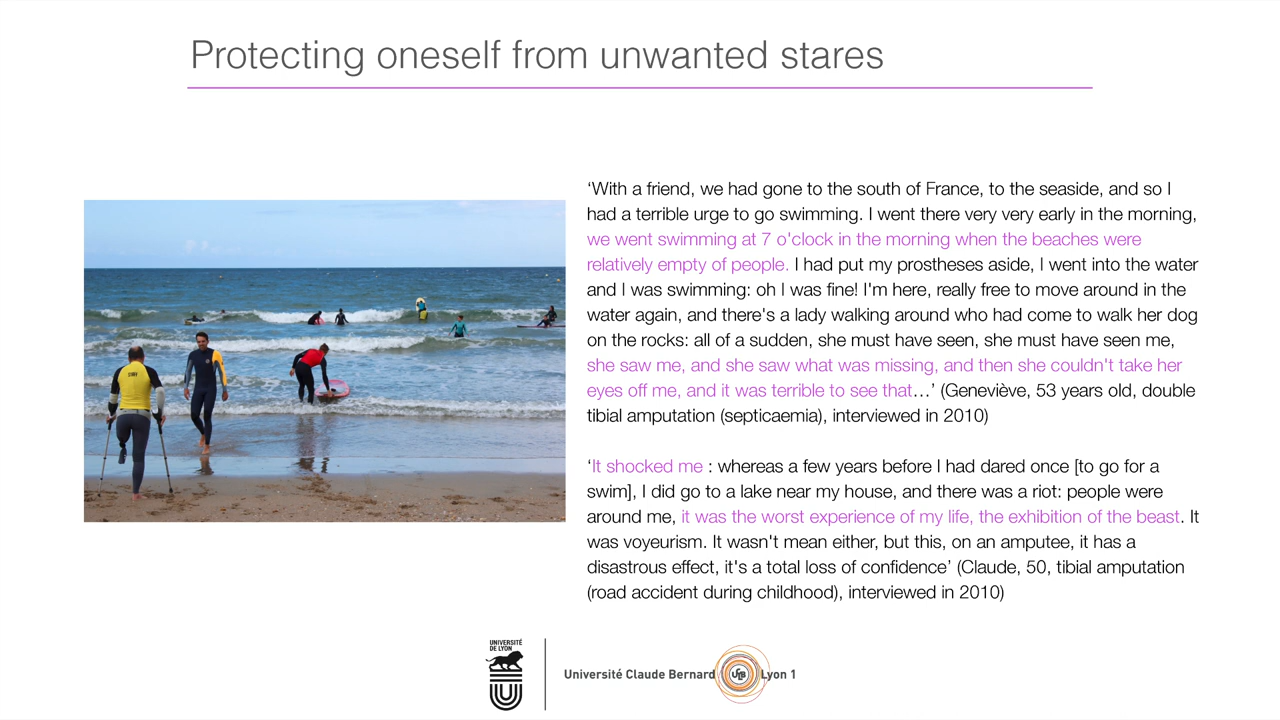 Protecting oneself from unwanted stares
‘With a friend, we had gone to the south of France, to the seaside, and so I
had a terrible urge to go swimming. I went there very very early in the morning,
we went swimming at 7 o'clock in the morning when the beaches were
relatively empty of people. I had put my prostheses aside, I went into the water
and I was swimming: oh I was fine! I'm here, really free to move around in the
water again, and there's a lady walking around who had come to walk her dog
on the rocks: all of a sudden, she must have seen, she must have seen me,
she saw me, and she saw what was missing, and then she couldn't take her
eyes off me, and it was terrible to see that…’ (Geneviève, 53 years old, double
tibial amputation (septicaemia), interviewed in 2010)
‘It shocked me : whereas a few years before I had dared once [to go for a
swim], I did go to a lake near my house, and there was a riot: people were
around me, it was the worst experience of my life, the exhibition of the beast. It
was voyeurism. It wasn't mean either, but this, on an amputee, it has a
disastrous effect, it's a total loss of confidence’ (Claude, 50, tibial amputation
(road accident during childhood), interviewed in 2010)
UNIVERSITÉ
DE LYON
Université Claude Bernard Lyon 1